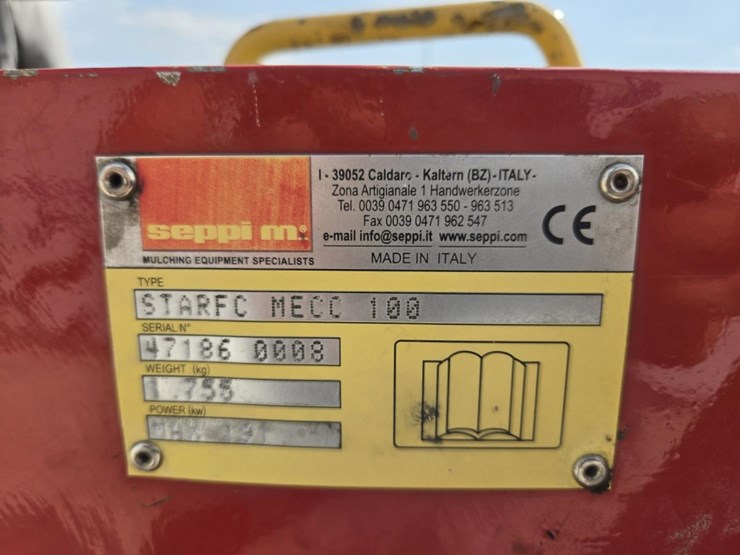 seppi m.
MULCHING EQUIPMENT SPECIALISTS
I - 39052 Caldaro - Kaltern (BZ) - ITALY -
Zona Artigianale 1 Handwerkerzone
Tel. 0039 0471 963 550 - 963 513
Fax 0039 0471 962 547
e-mail info@seppi.it www.seppi.com
MADE IN ITALY
CE
TYPE
STARFC MECC 100
SERIAL N°
47186 0008
WEIGHT (kg)
1.755
POWER (kw)